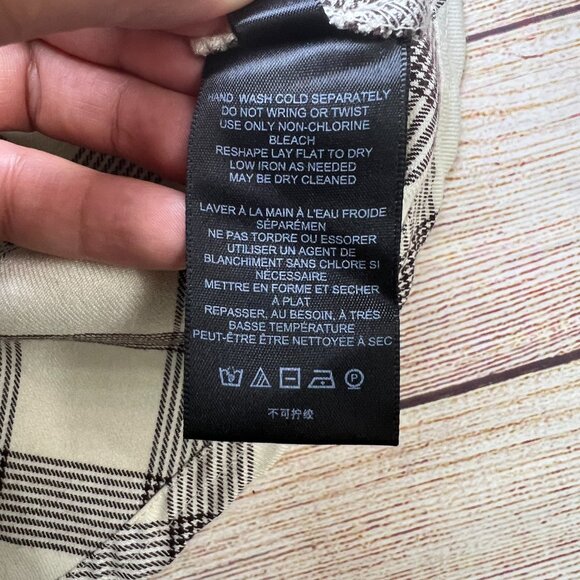 HAND WASH COLD SEPARATELY
DO NOT WRING OR TWIST
USE ONLY NON-CHLORINE
BLEACH
RESHAPE LAY FLAT TO DRY
LOW IRON AS NEEDED
MAY BE DRY CLEANED
LAVER À LA MAIN À L'EAU FROIDE
SÉPARÉMEN
NE PAS TORDRE OU ESSORER
UTILISER UN AGENT DE
BLANCHIMENT SANS CHLORE SI
NÉCESSAIRE
METTRE EN FORME ET SECHER
À PLAT
REPASSER, AU BESOIN, À TRÉS
BASSE TEMPÉRATURE
PEUT-ÊTRE ÊTRE NETTOYÉE À SEC
P
不可拧绞